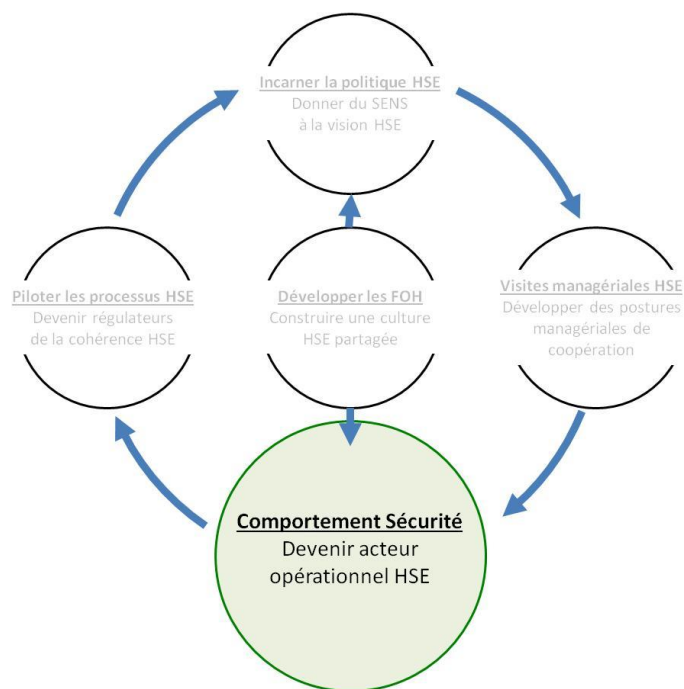 Incarner la politique HSE
Donner du SENS
à la vision HSE
Piloter les processus HSE
Devenir régulateurs
de la cohérence HSE
Développer les FOH
Construire une culture
HSE partagée
Visites managériales HSE
Développer des postures
managériales de
coopération
Comportement Sécurité
Devenir acteur
opérationnel HSE